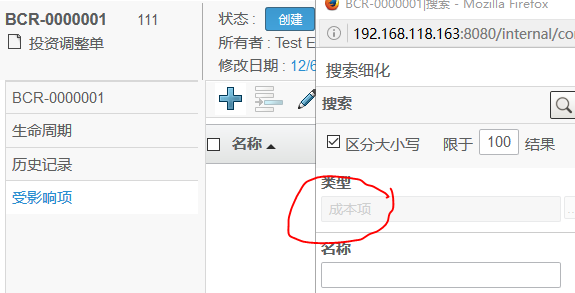 BCR-0000001 111
投资调整单
状态 : 创建
所有者 : Test E
修改日期 : 12/6
BCR-0000001
生命周期
历史记录
受影响项
名称
BCR-0000001|搜索 - Mozilla Firefox
192.168.118.163:8080/internal/con
搜索细化
搜索
区分大小写 限于 100 结果
类型
成本项
...
名称